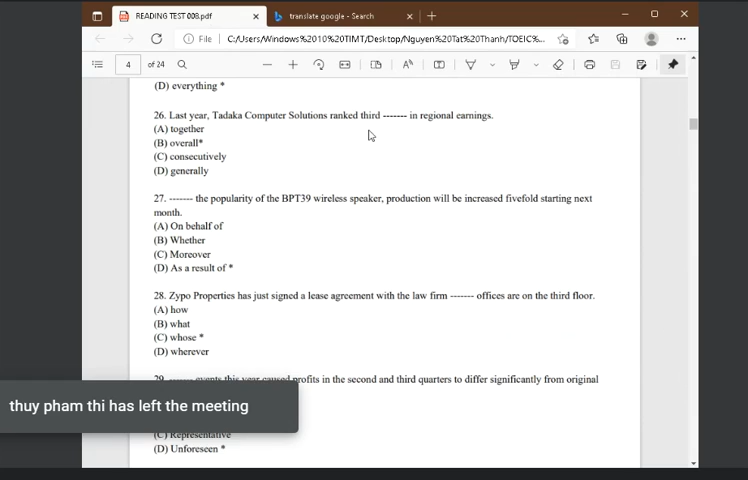 READING TEST 008.pdf
translate google - Search
File
C:/Users/Windows%2010%20TIMT/Desktop/Nguyen%20Tat%20Thanh/TOEIC%...
4 of 24
(D) everything *
26. Last year, Tadaka Computer Solutions ranked third ------- in regional earnings.
(A) together
(B) overall*
(C) consecutively
(D) generally
27. ------- the popularity of the BPT39 wireless speaker, production will be increased fivefold starting next
month.
(A) On behalf of
(B) Whether
(C) Moreover
(D) As a result of *
28. Zypo Properties has just signed a lease agreement with the law firm ------- offices are on the third floor.
(A) how
(B) what
(C) whose *
(D) wherever
29. ------- events this year caused profits in the second and third quarters to differ significantly from original
thuy pham thi has left the meeting
(C) Representative
(D) Unforeseen *